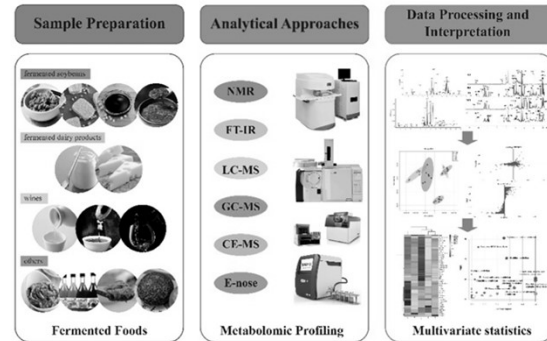 Sample Preparation
fermented soybeans
fermented dairy products
wines
others
Fermented Foods
Analytical Approaches
NMR
FT-IR
LC-MS
GC-MS
CE-MS
E-nose
Metabolomic Profiling
Data Processing and
Interpretation
Multivariate statistics